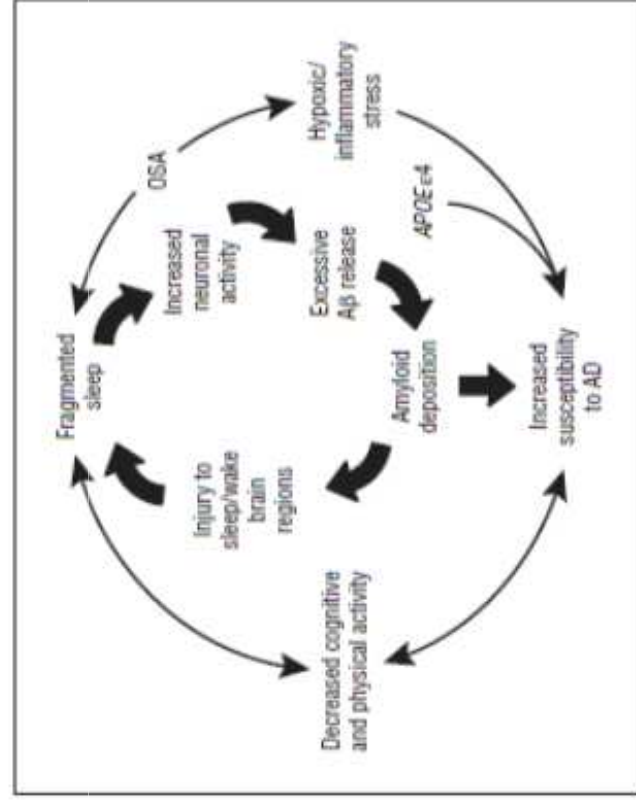 Fragmented
sleep
OSA
Increased
neuronal
activity
Hypoxic/
inflammatory
stress
Excessive
Aβ release
APOE ε4
Amyloid
deposition
Increased
susceptibility
to AD
Injury to
sleep/wake
brain
regions
Decreased cognitive
and physical activity